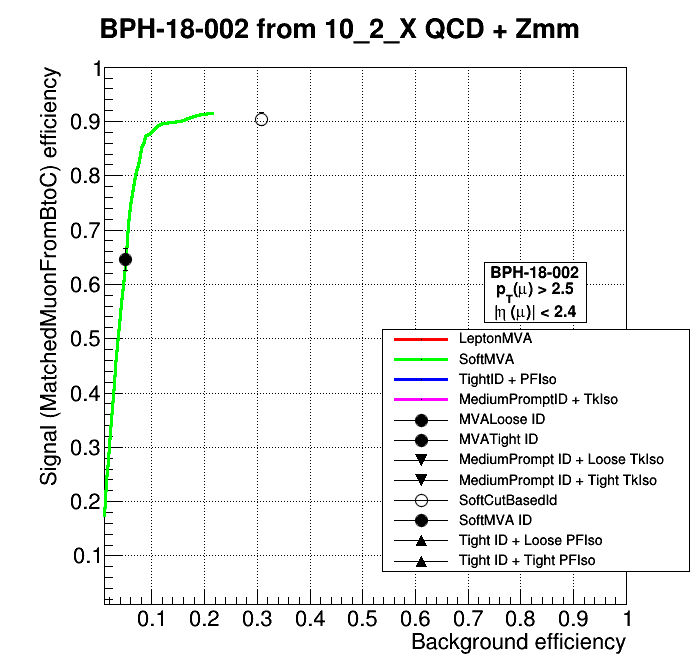 BPH-18-002 from 10_2_X QCD + Zmm
Signal (MatchedMuonFromBtoC) efficiency
1
0.9
0.8
0.7
0.6
0.5
0.4
0.3
0.2
0.1
BPH-18-002
pT(μ) > 2.5
|η (μ)| < 2.4
LeptonMVA
SoftMVA
TightID + PFIso
MediumPromptID + TkIso
MVALoose ID
MVATight ID
MediumPrompt ID + Loose TkIso
MediumPrompt ID + Tight TkIso
SoftCutBasedId
SoftMVA ID
Tight ID + Loose PFIso
Tight ID + Tight PFIso
0.1 0.2 0.3 0.4 0.5 0.6 0.7 0.8 0.9 1
Background efficiency